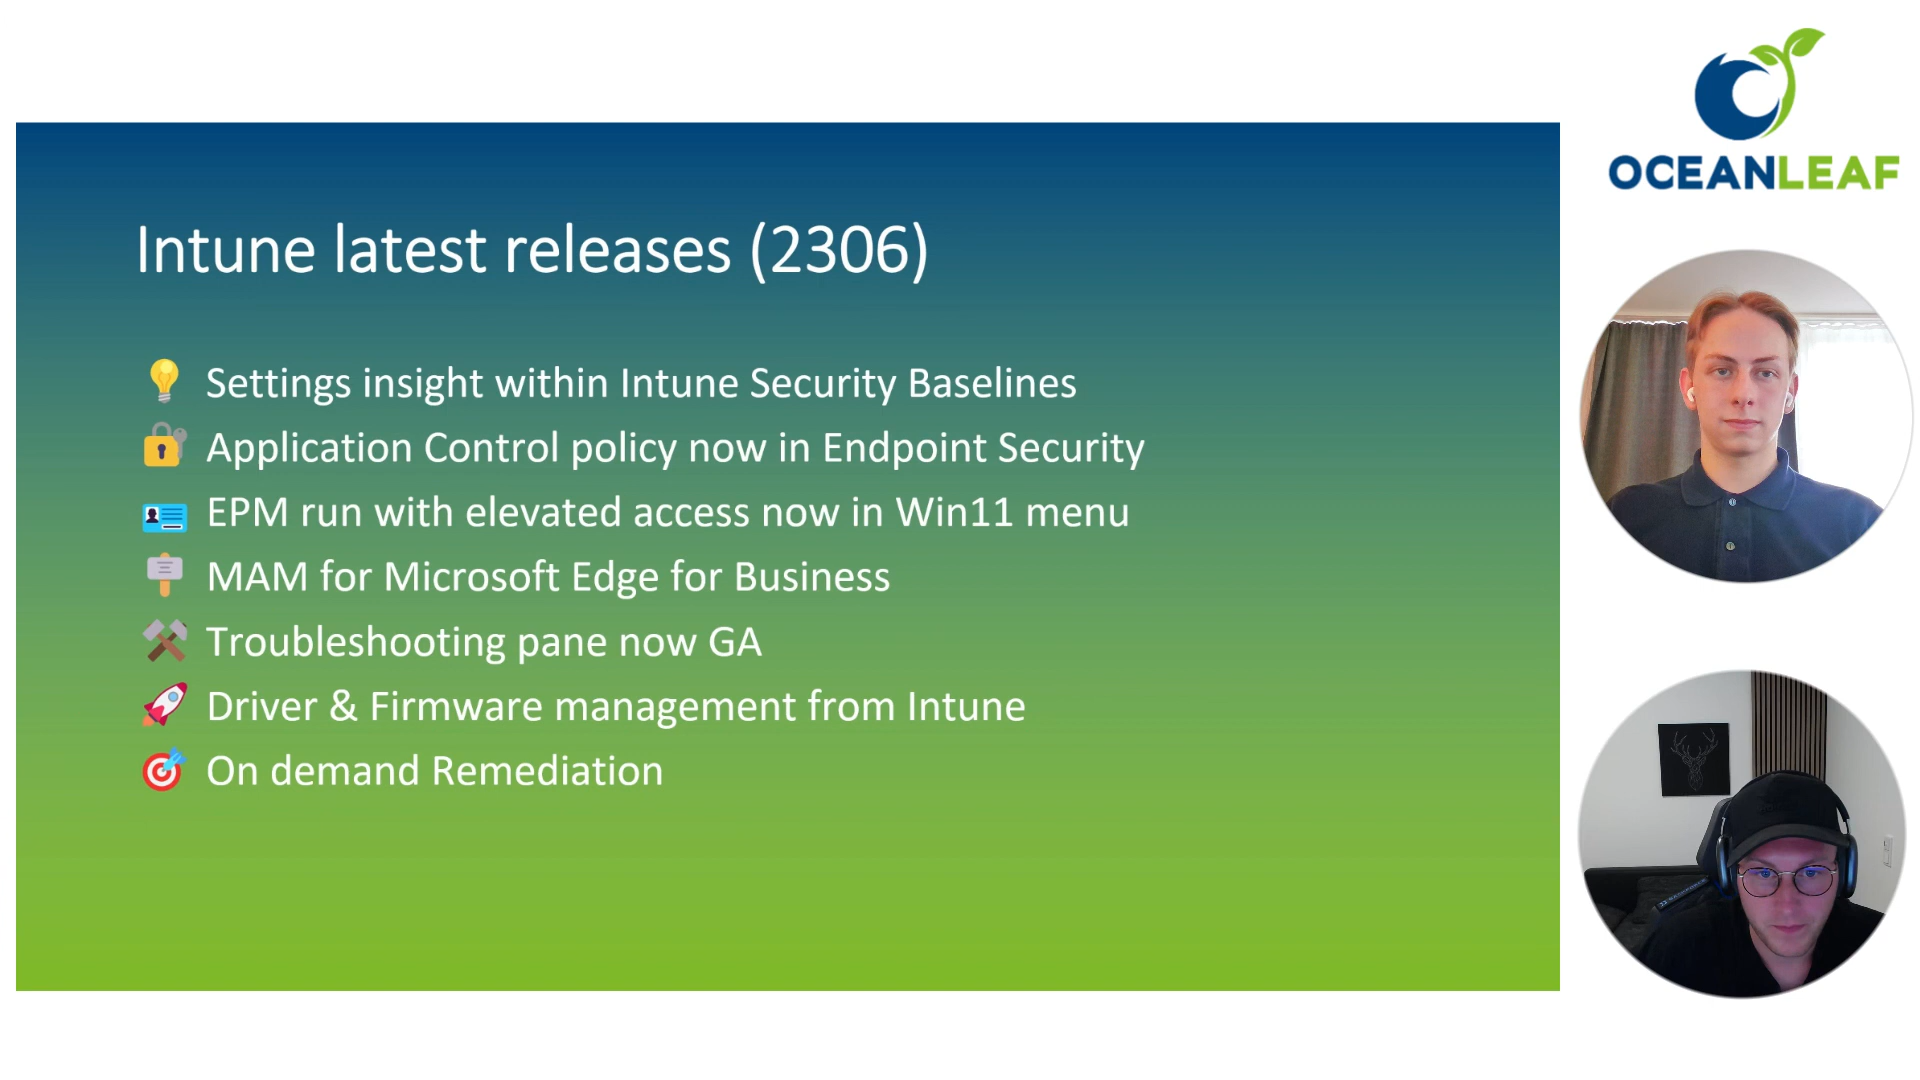 OCEANLEAF
Intune latest releases (2306)
Settings insight within Intune Security Baselines
Application Control policy now in Endpoint Security
EPM run with elevated access now in Win11 menu
MAM for Microsoft Edge for Business
Troubleshooting pane now GA
Driver & Firmware management from Intune
On demand Remediation